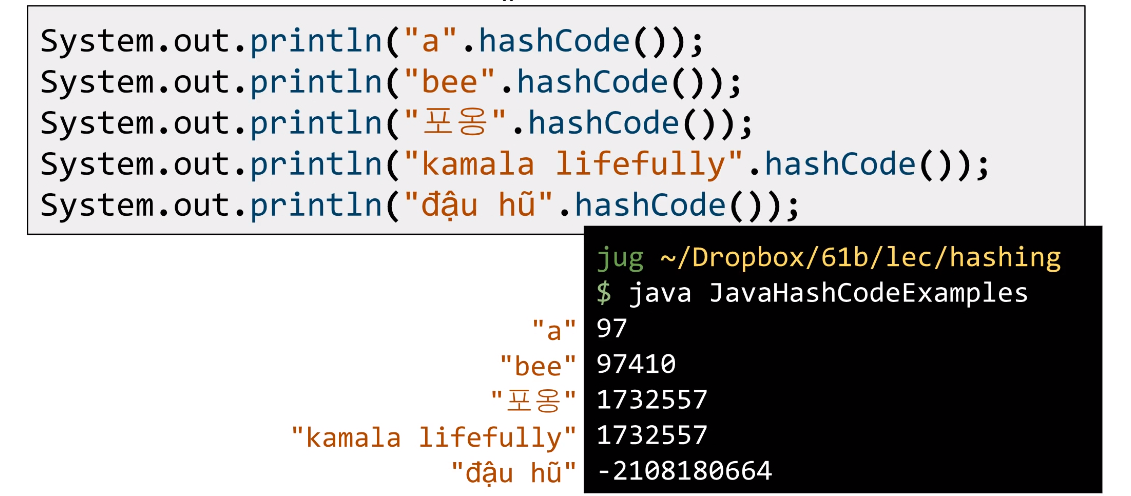 System.out.println("a".hashCode());
System.out.println("bee".hashCode());
System.out.println("포옹".hashCode());
System.out.println("kamala lifefully".hashCode());
System.out.println("đậu hũ".hashCode());
jug ~/Dropbox/61b/lec/hashing
$ java JavaHashCodeExamples
"a" 97
"bee" 97410
"포옹" 1732557
"kamala lifefully" 1732557
"đậu hũ" -2108180664